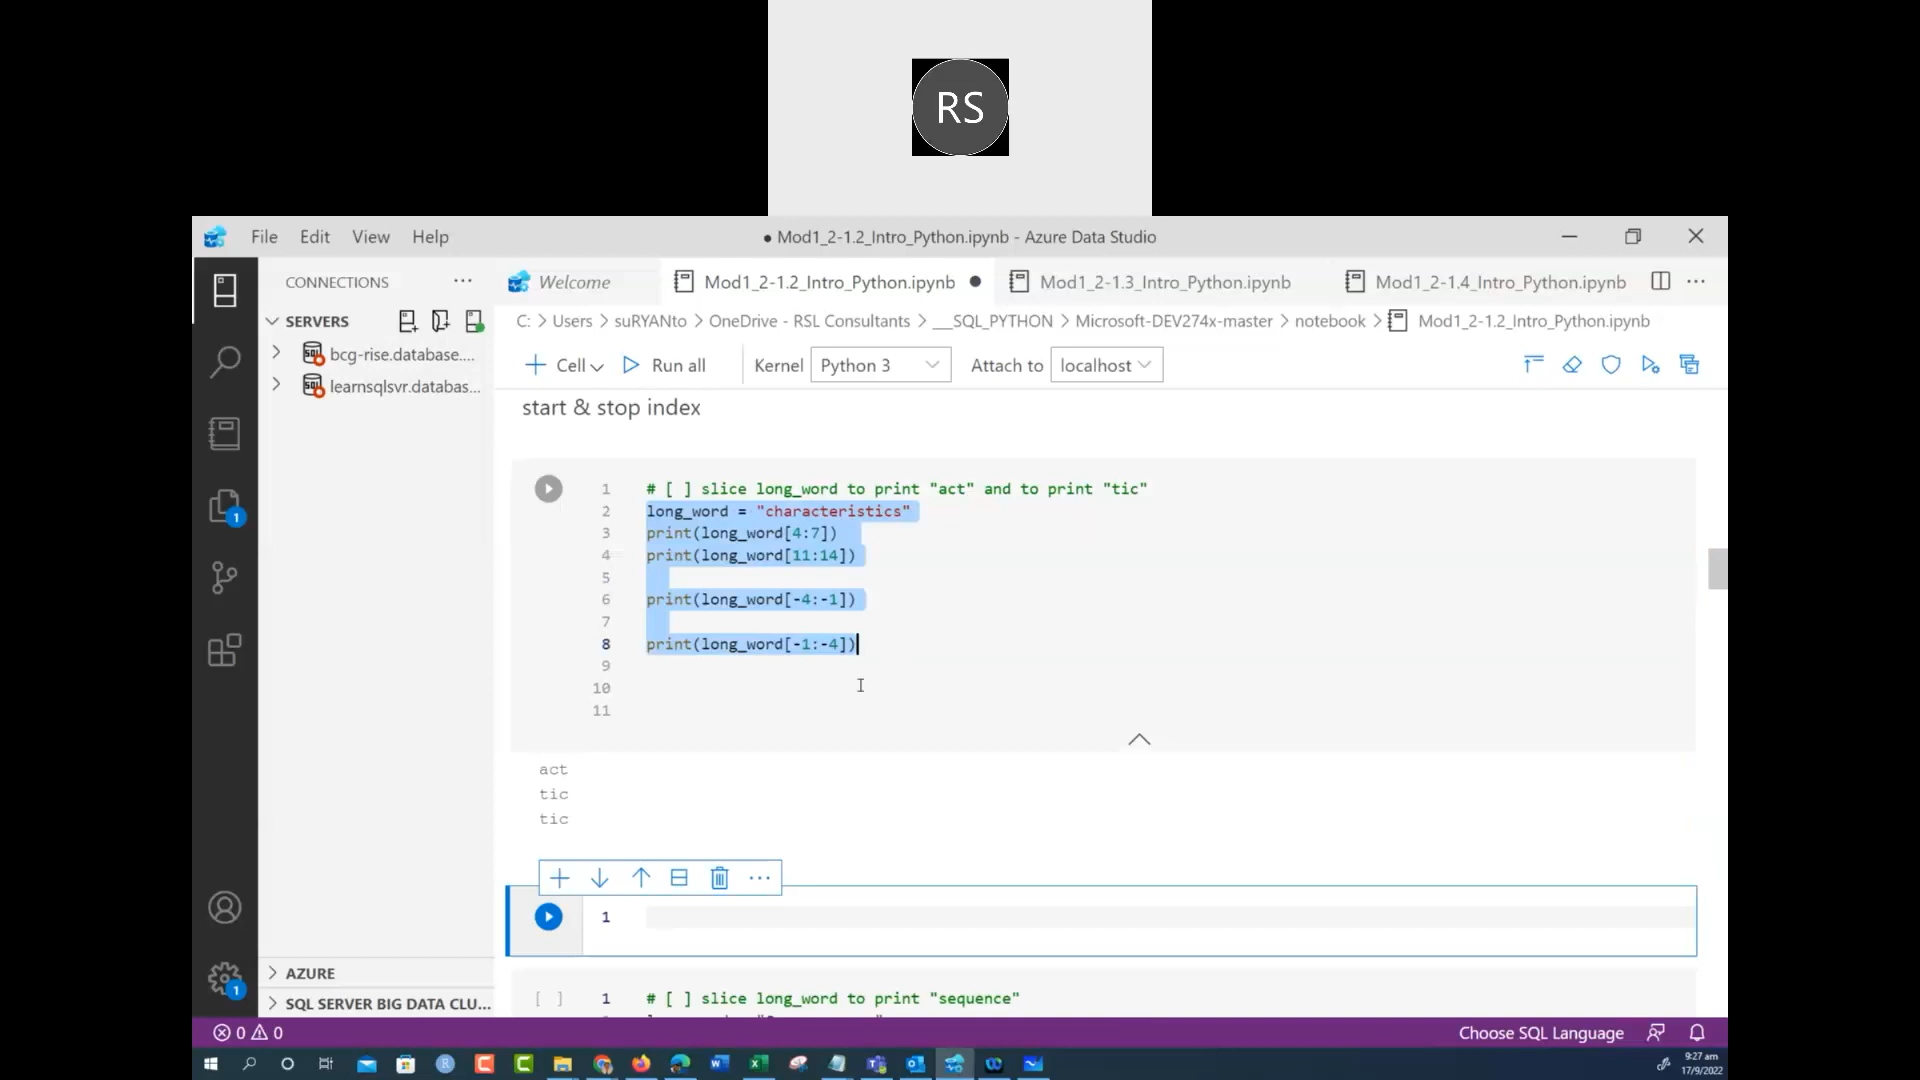 RS
File Edit View Help
● Mod1_2-1.2_Intro_Python.ipynb - Azure Data Studio
CONNECTIONS
Welcome
Mod1_2-1.2_Intro_Python.ipynb
Mod1_2-1.3_Intro_Python.ipynb
Mod1_2-1.4_Intro_Python.ipynb
SERVERS
bcg-rise.database....
learnsqlsvr.databas...
C: > Users > suRYANto > OneDrive - RSL Consultants > __SQL_PYTHON > Microsoft-DEV274x-master > notebook > Mod1_2-1.2_Intro_Python.ipynb
Cell Run all Kernel Python 3 Attach to localhost
start & stop index
1 # [ ] slice long_word to print "act" and to print "tic"
2 long_word = "characteristics"
3 print(long_word[4:7])
4 print(long_word[11:14])
5
6 print(long_word[-4:-1])
7
8 print(long_word[-1:-4])
9
10
11
act
tic
tic
1
[ ] 1 # [ ] slice long_word to print "sequence"
1
1
AZURE
SQL SERVER BIG DATA CLU...
0 0
Choose SQL Language
9:27 am
17/9/2022